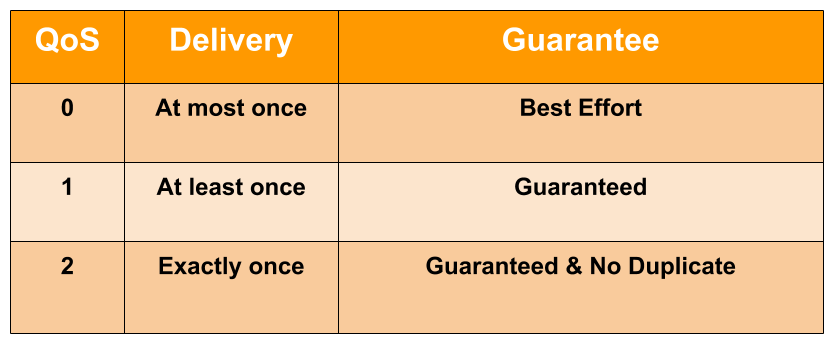 QoS Delivery Guarantee
0 At most once Best Effort
1 At least once Guaranteed
2 Exactly once Guaranteed & No Duplicate